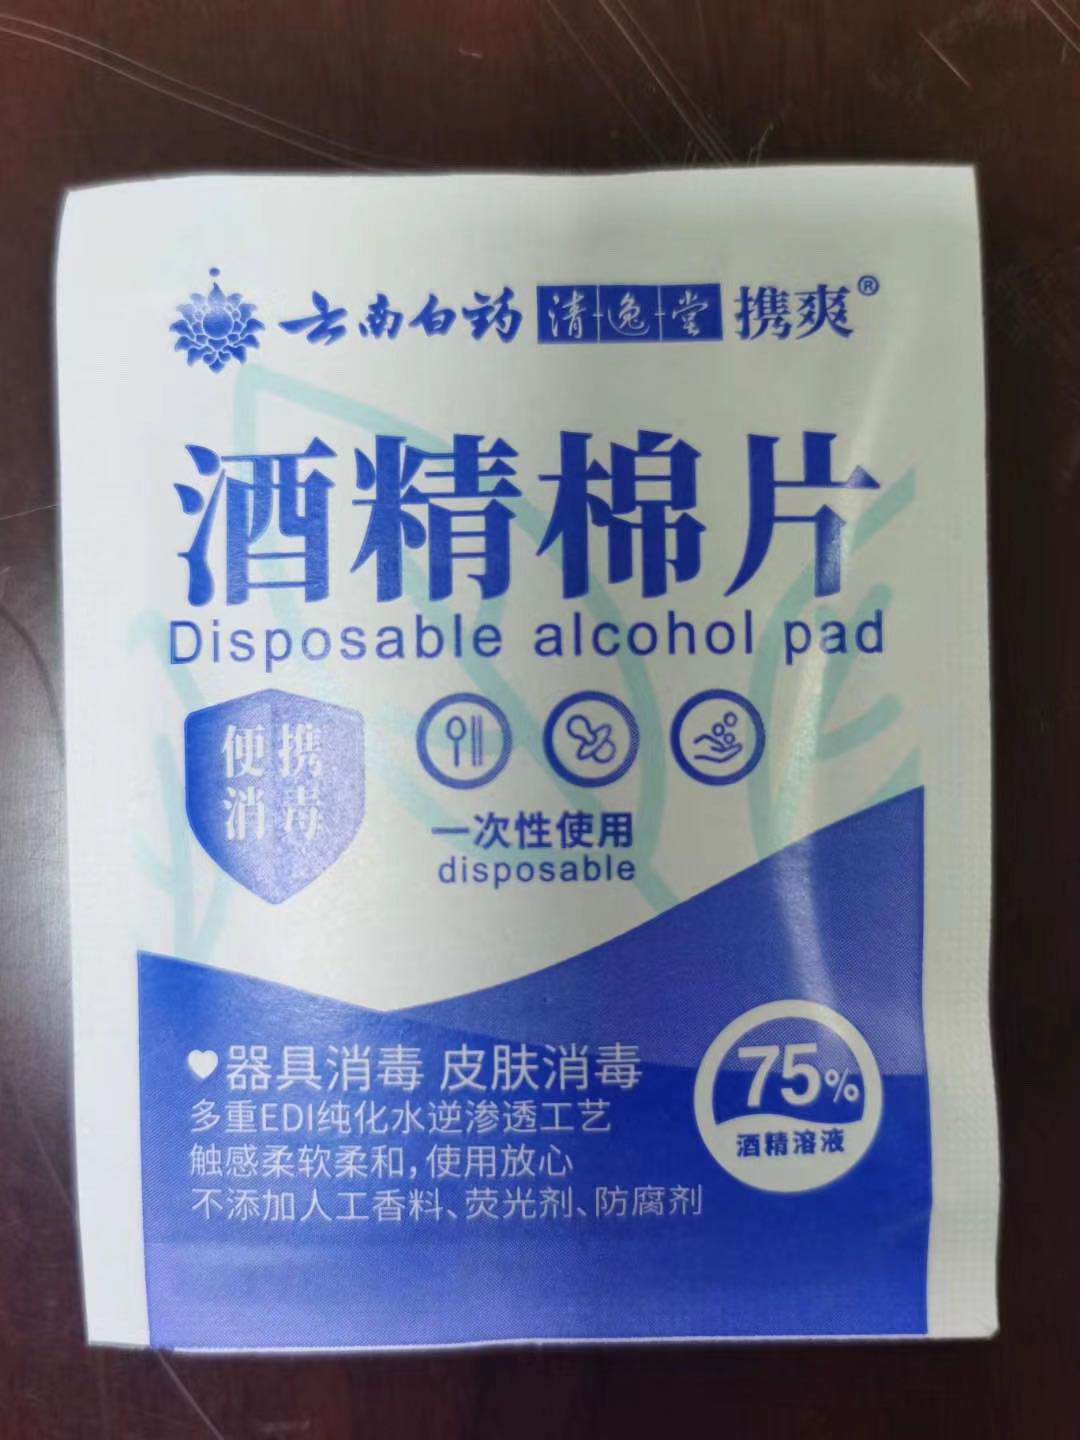 云南白药 清逸堂 携爽®
酒精棉片
Disposable alcohol pad
便携
消毒
一次性使用
disposable
器具消毒 皮肤消毒
多重EDI纯化水逆渗透工艺
触感柔软柔和,使用放心
不添加人工香料、荧光剂、防腐剂
75%
酒精溶液